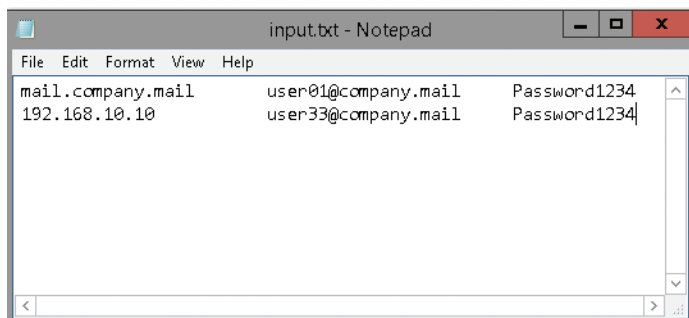 input.txt - Notepad
File Edit Format View Help
mail.company.mail user01@company.mail Password1234
192.168.10.10 user33@company.mail Password1234